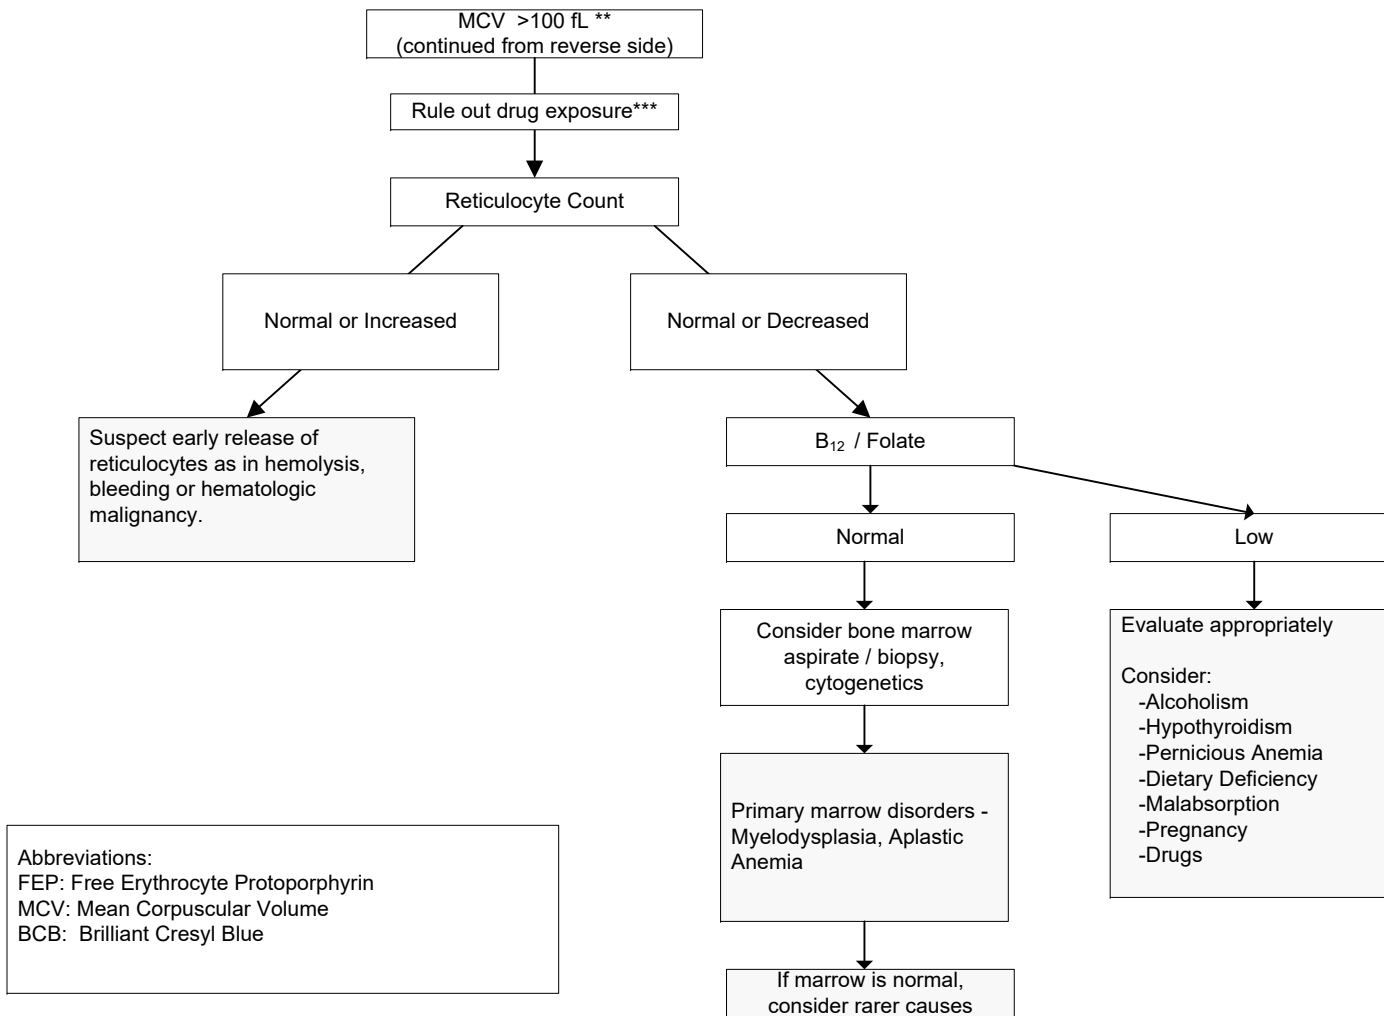 MCV >100 fL **
(continued from reverse side)
Rule out drug exposure***
Reticulocyte Count
Normal or Increased
Normal or Decreased
Suspect early release of
reticulocytes as in hemolysis,
bleeding or hematologic
malignancy.
B₁₂ / Folate
Normal
Low
Consider bone marrow
aspirate / biopsy,
cytogenetics
Evaluate appropriately
Consider:
-Alcoholism
-Hypothyroidism
-Pernicious Anemia
-Dietary Deficiency
-Malabsorption
-Pregnancy
-Drugs
Primary marrow disorders -
Myelodysplasia, Aplastic
Anemia
If marrow is normal,
consider rarer causes
Abbreviations:
FEP: Free Erythrocyte Protoporphyrin
MCV: Mean Corpuscular Volume
BCB: Brilliant Cresyl Blue